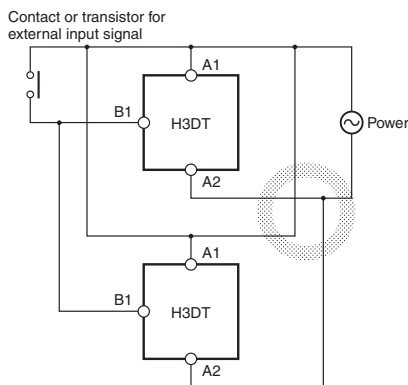 Contact or transistor for
external input signal
A1
B1
H3DT
Power
A2
A1
B1
H3DT
A2